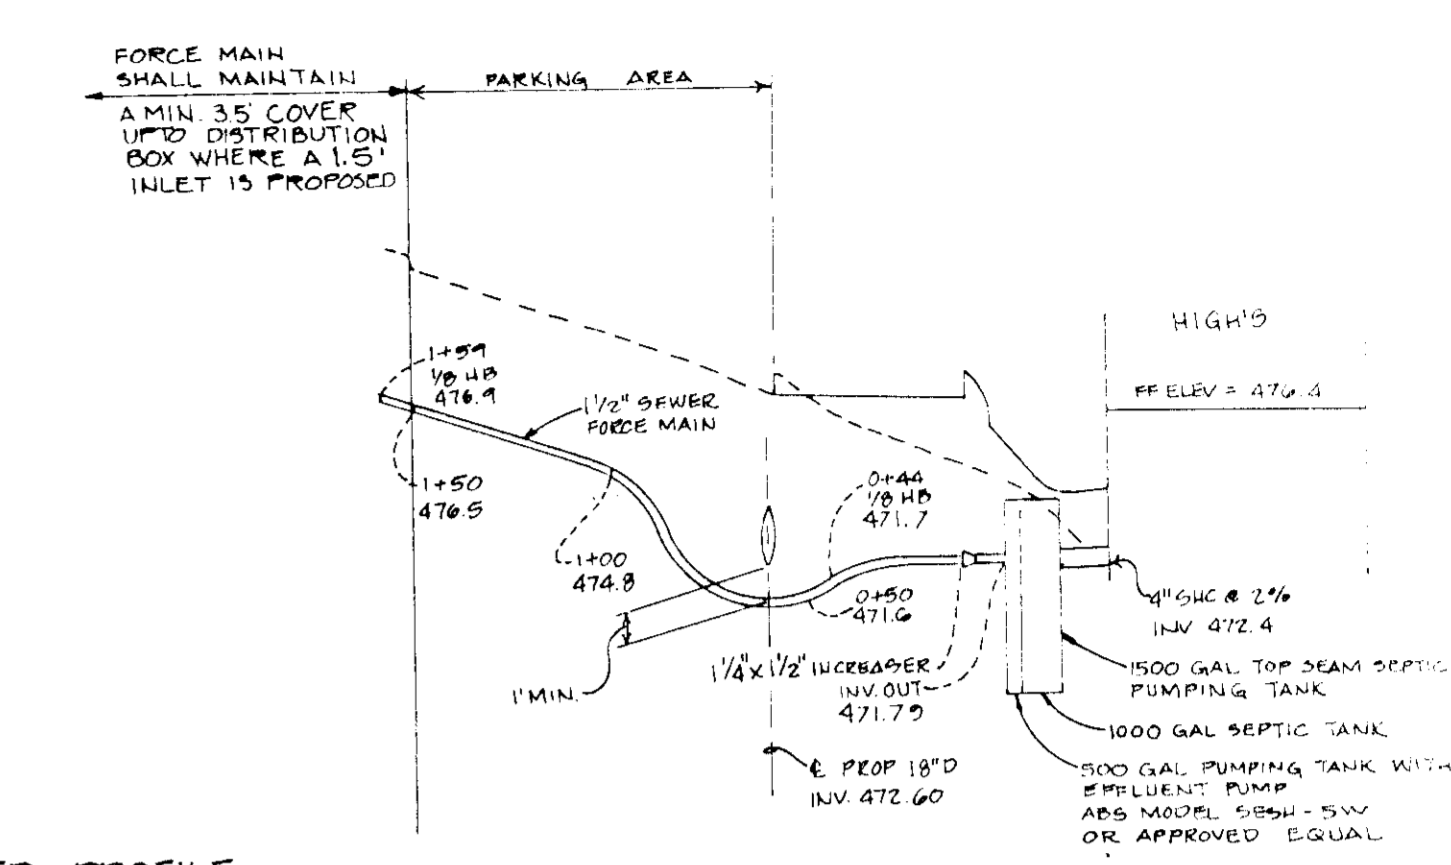 FORCE MAIN
SHALL MAINTAIN
A MIN. 3.5' COVER
UPTO DISTRIBUTION
BOX WHERE A 1.5'
INLET IS PROPOSED
PARKING AREA
HIGH'S
FF ELEV = 476.4
1+59
1/8 HB
476.9
1 1/2" SEWER
FORCE MAIN
1+50
476.5
0+44
1/8 HB
471.7
1+00
474.8
0+50
471.6
4" SHC @ 2%
INV 472.4
1 1/4" x 1 1/2" INCREASER
INV. OUT
471.79
1' MIN.
1500 GAL TOP SEAM SEPTIC
PUMPING TANK
1000 GAL SEPTIC TANK
℄ PROP 18" D
INV. 472.60
500 GAL PUMPING TANK WITH
EFFLUENT PUMP
ABS MODEL SESH-5W
OR APPROVED EQUAL
PROFILE